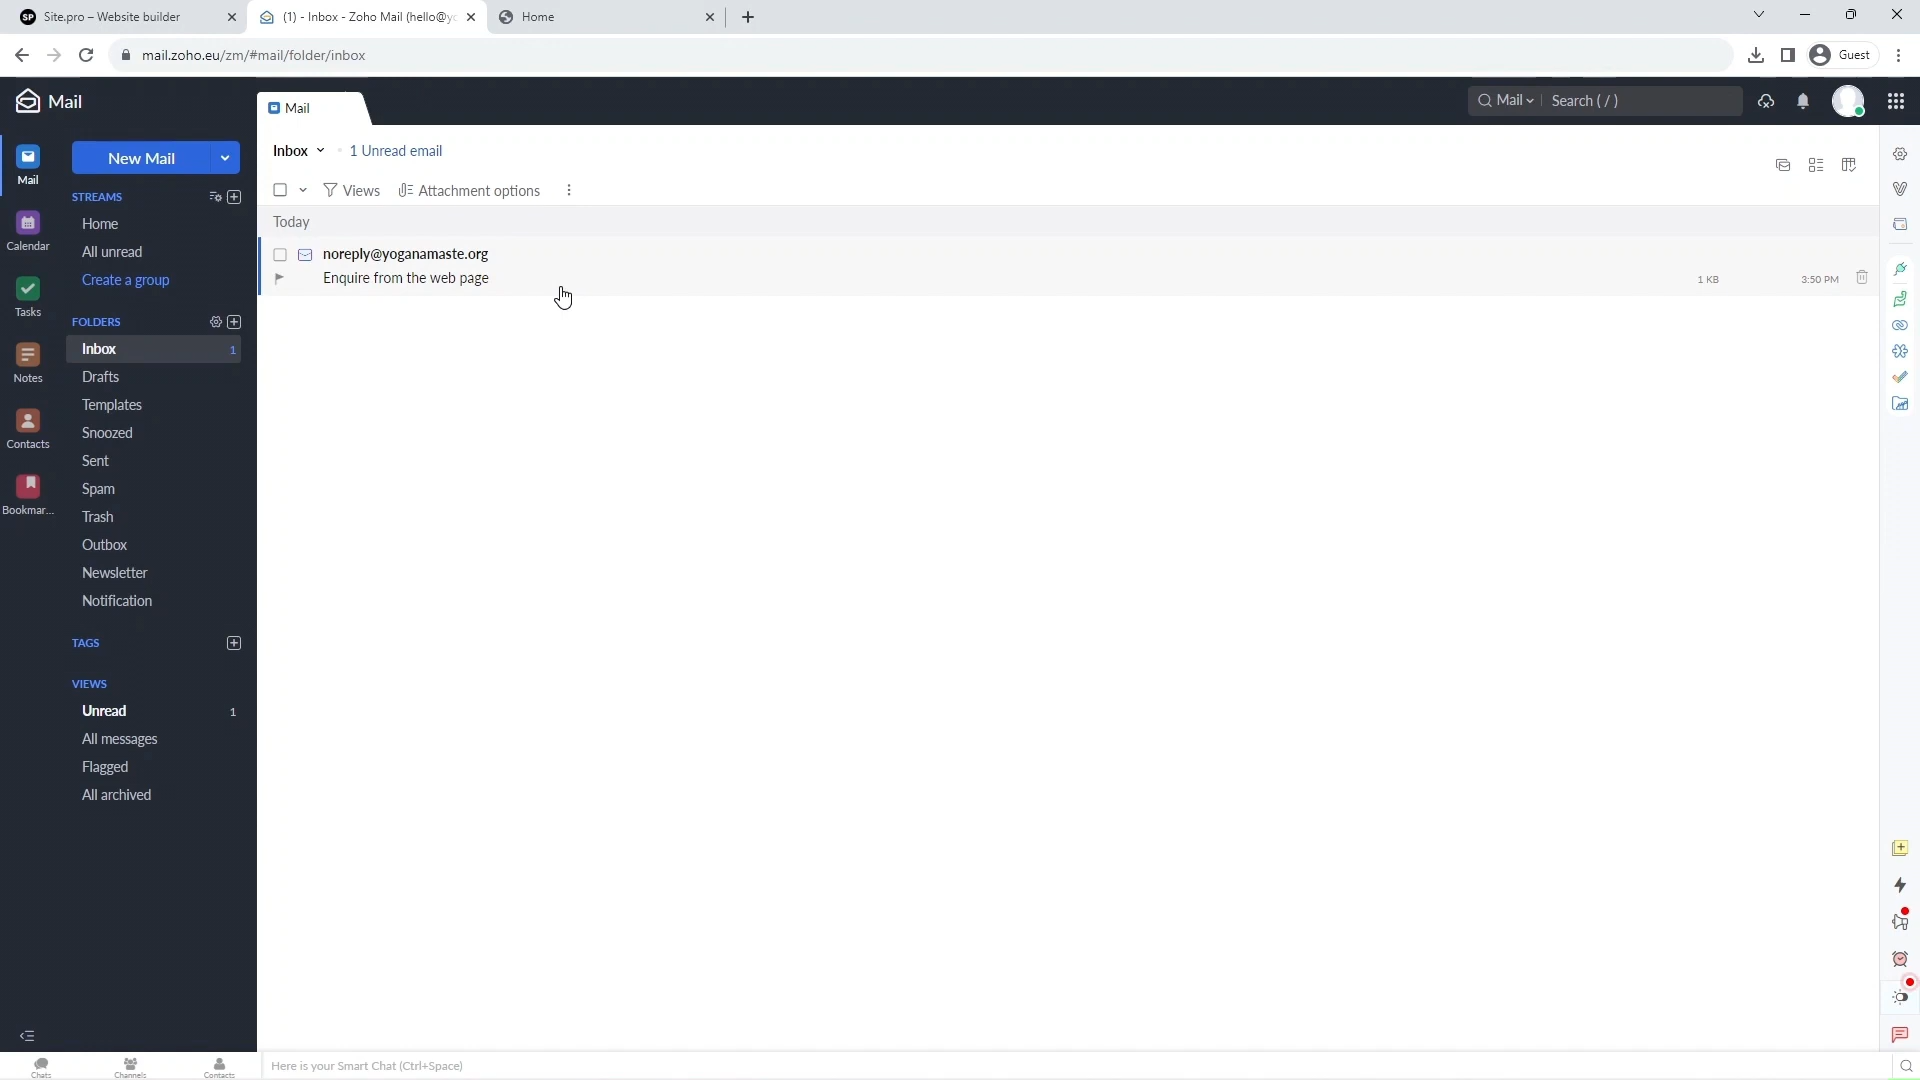 Site.pro – Website builder
(1) - Inbox - Zoho Mail (hello@yo
Home
mail.zoho.eu/zm/#mail/folder/inbox
Guest
Mail
Mail
Mail
Search ( / )
New Mail
Inbox
1 Unread email
Mail
Views
Attachment options
STREAMS
Home
All unread
Create a group
Today
noreply@yoganamaste.org
Enquire from the web page
1 KB
3:50 PM
Calendar
Tasks
Notes
Contacts
Bookmar...
FOLDERS
Inbox
1
Drafts
Templates
Snoozed
Sent
Spam
Trash
Outbox
Newsletter
Notification
TAGS
VIEWS
Unread
1
All messages
Flagged
All archived
Chats
Channels
Contacts
Here is your Smart Chat (Ctrl+Space)